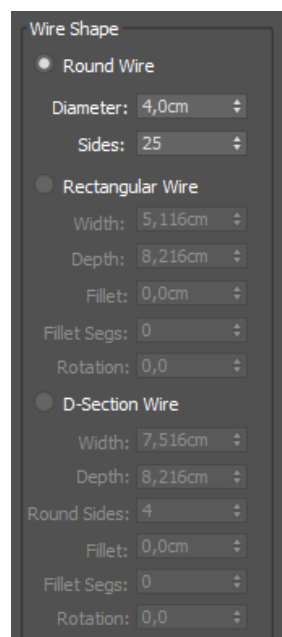 Wire Shape
Round Wire
Diameter: 4,0cm
Sides: 25
Rectangular Wire
Width: 5,116cm
Depth: 8,216cm
Fillet: 0,0cm
Fillet Segs: 0
Rotation: 0,0
D-Section Wire
Width: 7,516cm
Depth: 8,216cm
Round Sides: 4
Fillet: 0,0cm
Fillet Segs: 0
Rotation: 0,0